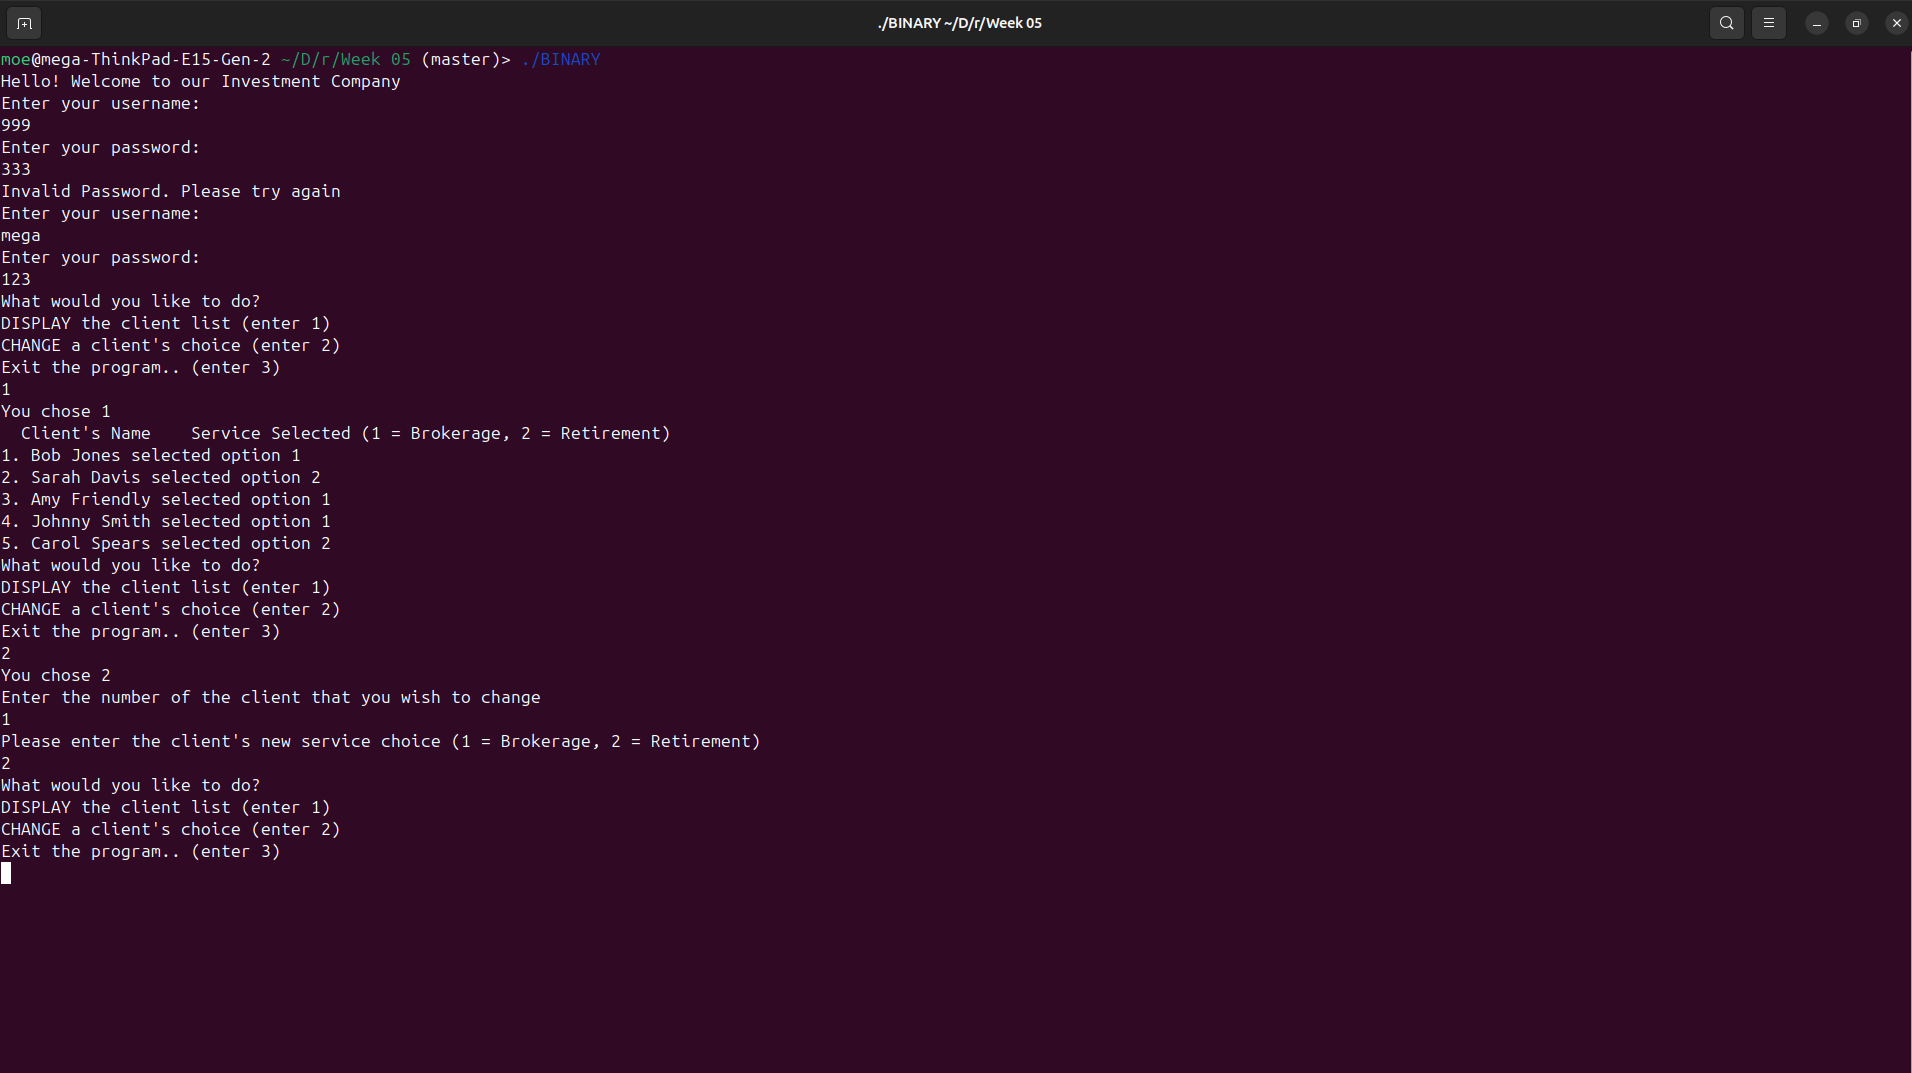 ./BINARY ~/D/r/Week 05
moe@mega-ThinkPad-E15-Gen-2 ~/D/r/Week 05 (master)> ./BINARY
Hello! Welcome to our Investment Company
Enter your username:
999
Enter your password:
333
Invalid Password. Please try again
Enter your username:
mega
Enter your password:
123
What would you like to do?
DISPLAY the client list (enter 1)
CHANGE a client's choice (enter 2)
Exit the program.. (enter 3)
1
You chose 1
  Client's Name    Service Selected (1 = Brokerage, 2 = Retirement)
1. Bob Jones selected option 1
2. Sarah Davis selected option 2
3. Amy Friendly selected option 1
4. Johnny Smith selected option 1
5. Carol Spears selected option 2
What would you like to do?
DISPLAY the client list (enter 1)
CHANGE a client's choice (enter 2)
Exit the program.. (enter 3)
2
You chose 2
Enter the number of the client that you wish to change
1
Please enter the client's new service choice (1 = Brokerage, 2 = Retirement)
2
What would you like to do?
DISPLAY the client list (enter 1)
CHANGE a client's choice (enter 2)
Exit the program.. (enter 3)